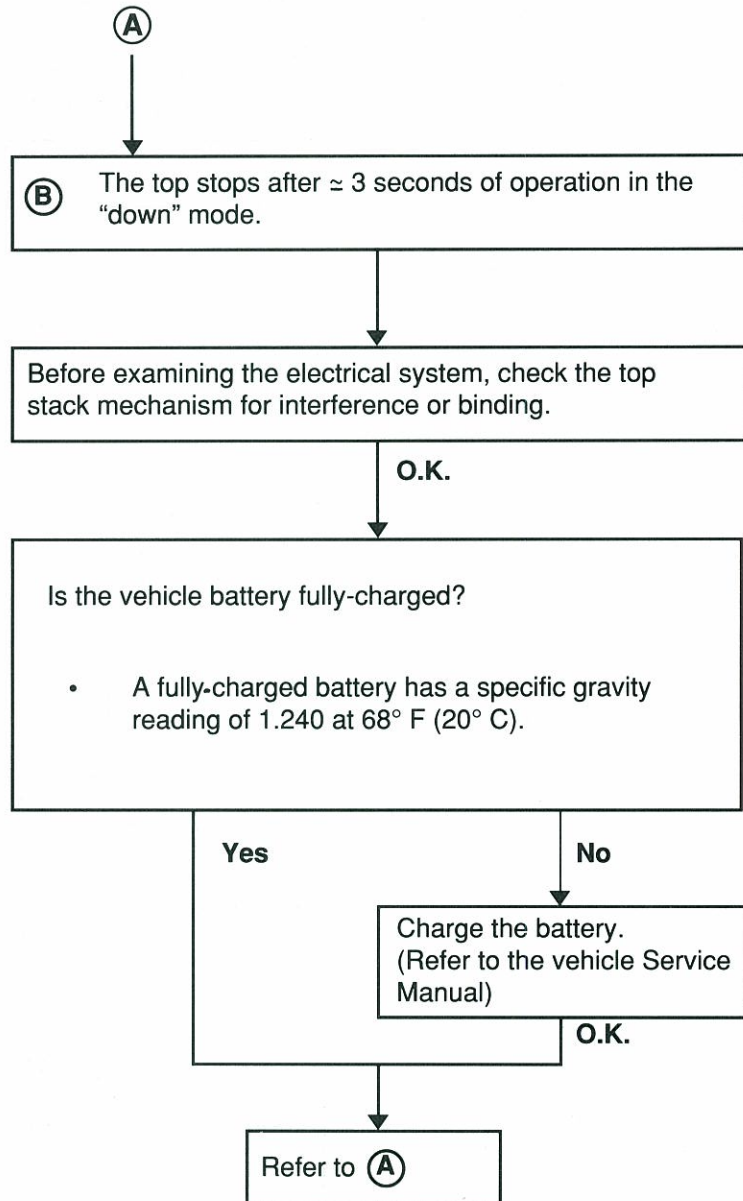 A
B The top stops after ≃ 3 seconds of operation in the
“down” mode.
Before examining the electrical system, check the top
stack mechanism for interference or binding.
O.K.
Is the vehicle battery fully-charged?
• A fully-charged battery has a specific gravity
reading of 1.240 at 68° F (20° C).
Yes
No
Charge the battery.
(Refer to the vehicle Service
Manual)
O.K.
Refer to A